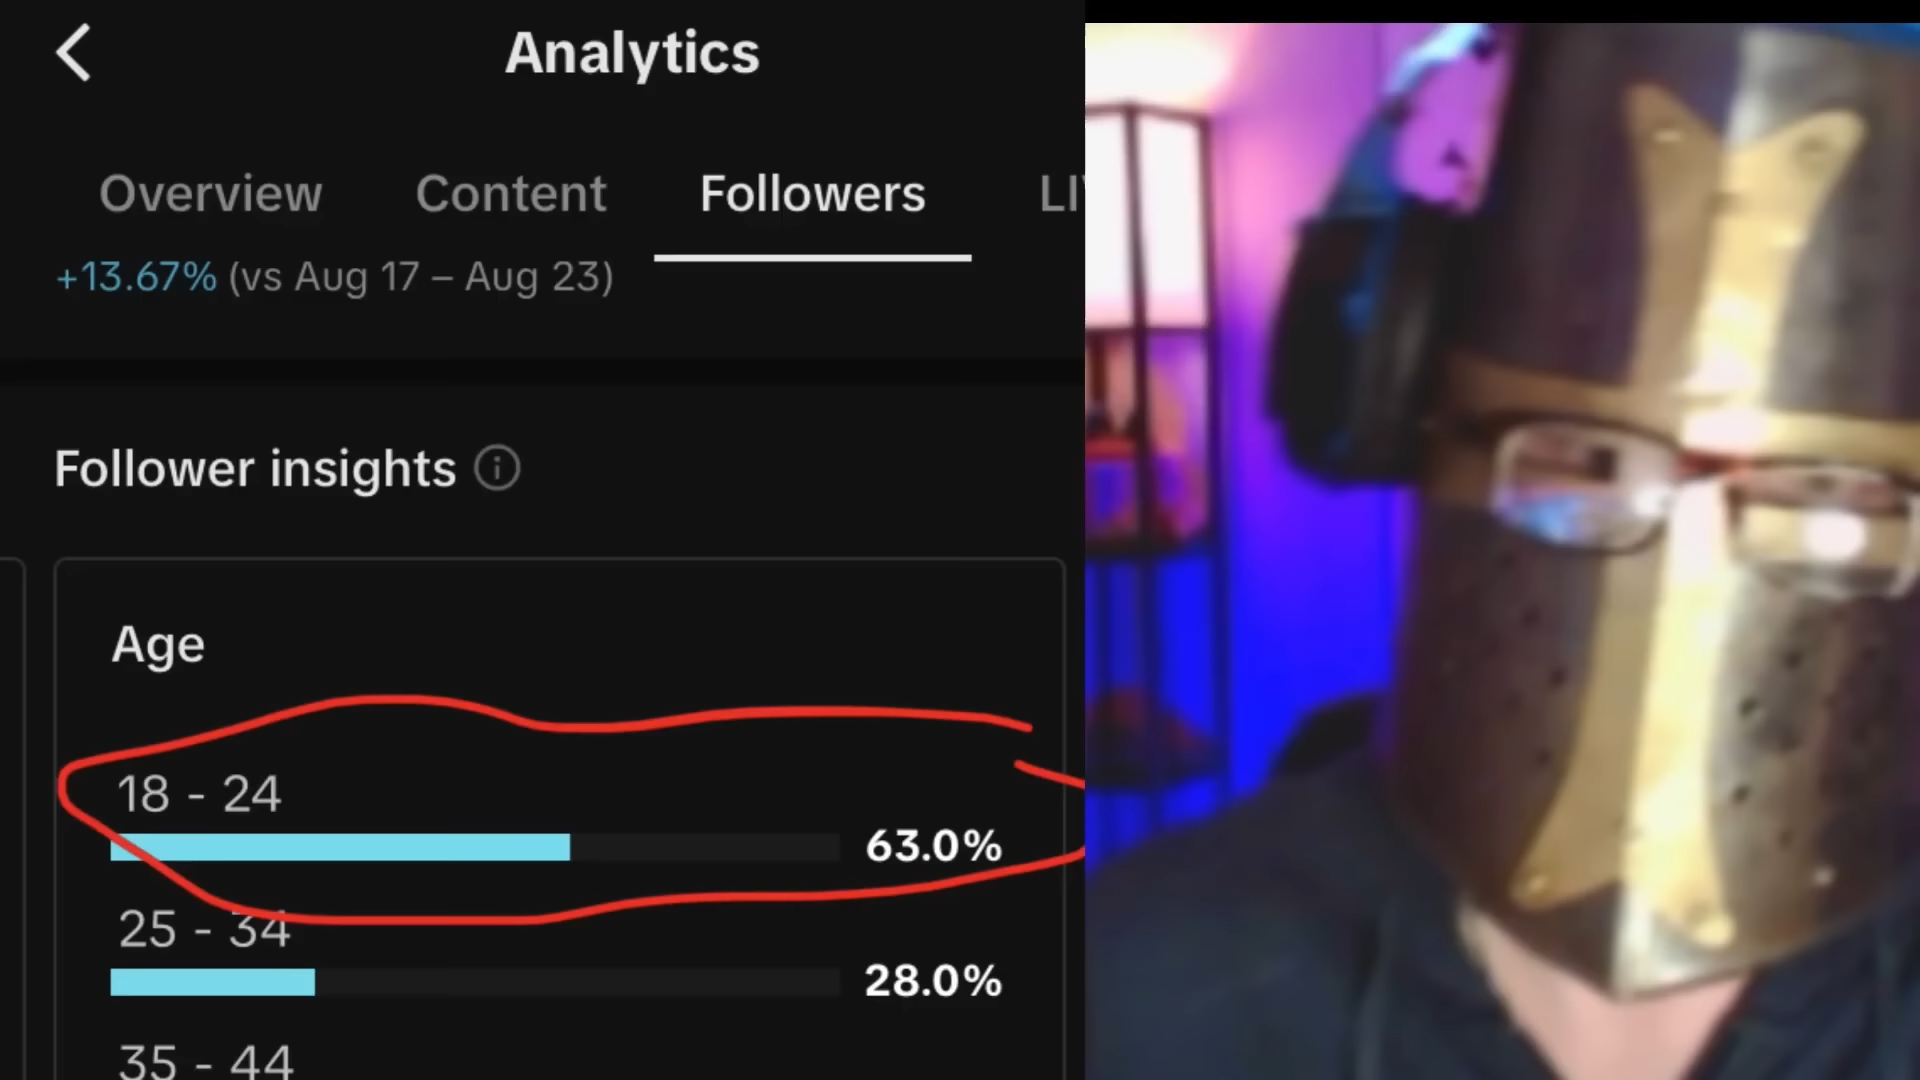 Analytics
Overview Content Followers LI
+13.67% (vs Aug 17 – Aug 23)
Follower insights
Age
18 - 24
63.0%
25 - 34
28.0%
35 - 44